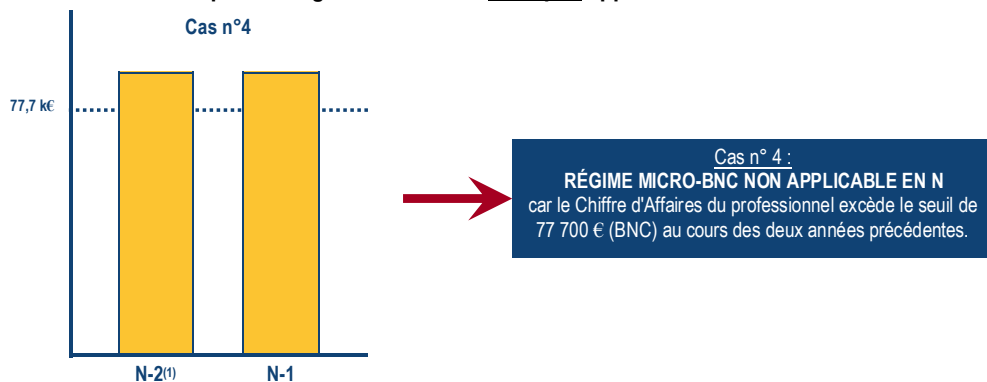 Cas n°4
77,7 k€
N-2(1)
N-1
Cas n° 4 :
RÉGIME MICRO-BNC NON APPLICABLE EN N
car le Chiffre d'Affaires du professionnel excède le seuil de
77 700 € (BNC) au cours des deux années précédentes.